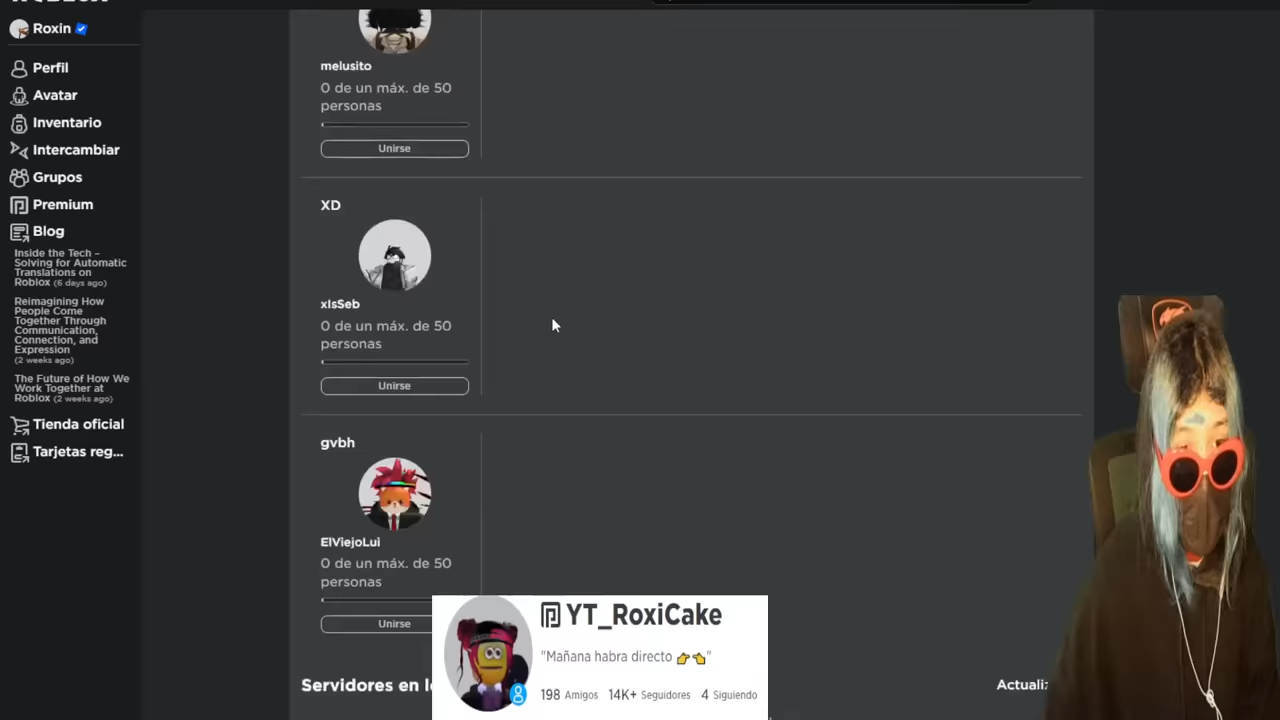 Roxin
Perfil
Avatar
Inventario
Intercambiar
Grupos
Premium
Blog
Inside the Tech –
Solving for Automatic
Translations on
Roblox (6 days ago)
Reimagining How
People Come
Together Through
Communication,
Connection, and
Expression
(2 weeks ago)
The Future of How We
Work Together at
Roblox (2 weeks ago)
Tienda oficial
Tarjetas reg...
melusito
0 de un máx. de 50
personas
Unirse
XD
xIsSeb
0 de un máx. de 50
personas
Unirse
gvbh
ElViejoLui
0 de un máx. de 50
personas
Unirse
Servidores en
YT_RoxiCake
"Mañana habra directo 👉👈"
198 Amigos 14K+ Seguidores 4 Siguiendo